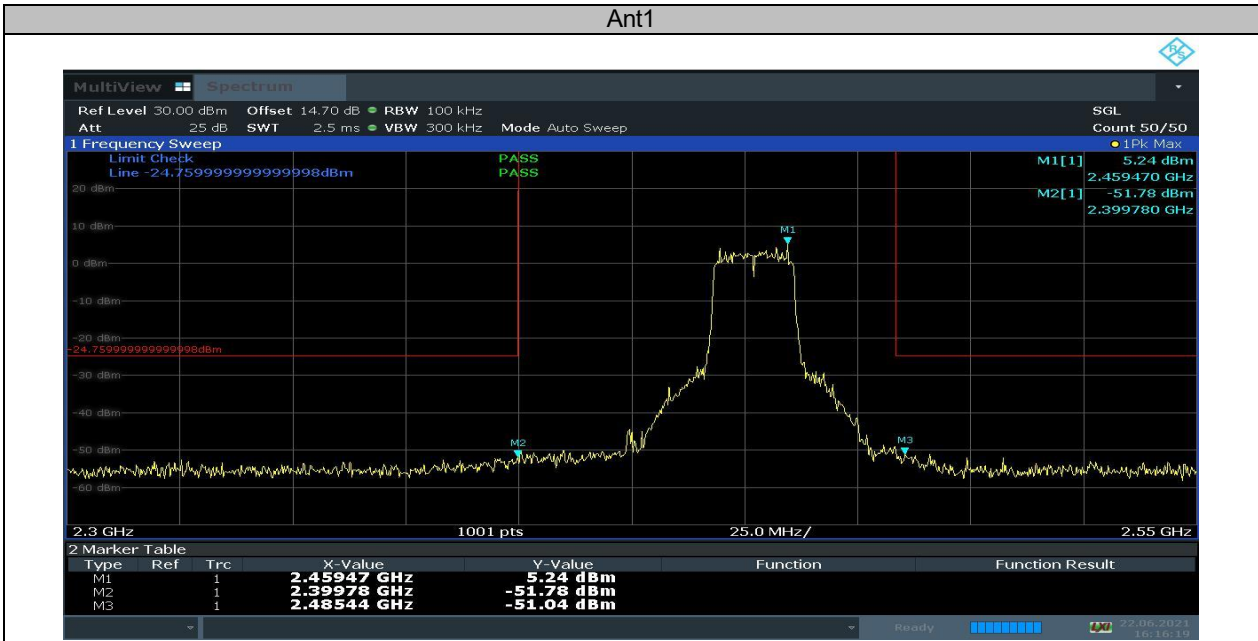 Ant1
R&S
MultiView Spectrum
Ref Level 30.00 dBm Offset 14.70 dB RBW 100 kHz SGL
Att 25 dB SWT 2.5 ms VBW 300 kHz Mode Auto Sweep Count 50/50
1 Frequency Sweep 1Pk Max
Limit Check PASS M1[1] 5.24 dBm
Line -24.759999999999998dBm PASS 2.459470 GHz
20 dBm M2[1] -51.78 dBm
2.399780 GHz
10 dBm
M1
0 dBm
-10 dBm
-20 dBm
-24.759999999999998dBm
-30 dBm
-40 dBm
M2 M3
-50 dBm
-60 dBm
2.3 GHz 1001 pts 25.0 MHz/ 2.55 GHz
2 Marker Table
Type Ref Trc X-Value Y-Value Function Function Result
M1 1 2.45947 GHz 5.24 dBm
M2 1 2.39978 GHz -51.78 dBm
M3 1 2.48544 GHz -51.04 dBm
Ready LXI 22.06.2021
16:16:19